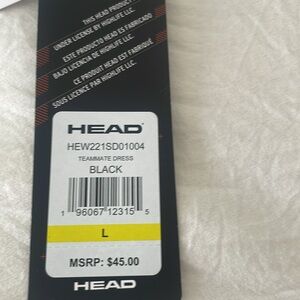 THIS HEAD PRODUCT
UNDER LICENSE BY HIGHLIFE LLC.
ESTE PRODUCTO HEAD ES FABRICADO
BAJO LICENCIA DE HIGHLIFE LLC.
CE PRODUIT HEAD EST FABRIQUÉ
SOUS LICENCE PAR HIGHLIFE LLC.
HEAD
HEW221SD01004
TEAMMATE DRESS
BLACK
1 96067 12315 5
L
MSRP: $45.00
HEAD